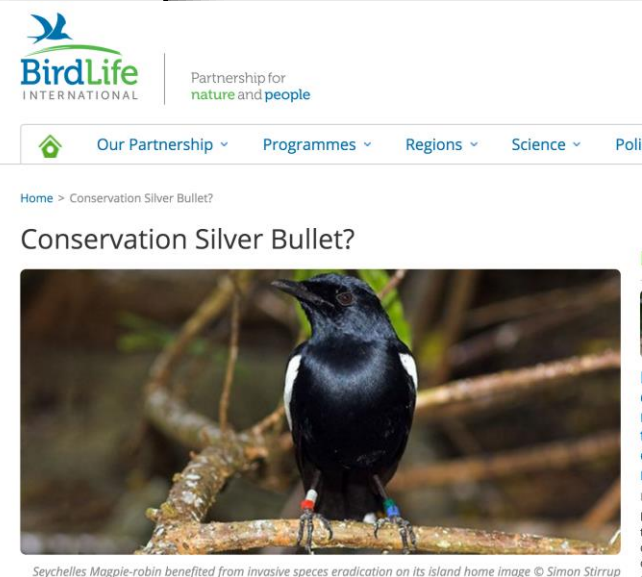 BirdLife
INTERNATIONAL
Partnership for
nature and people
Our Partnership
Programmes
Regions
Science
Home > Conservation Silver Bullet?
Conservation Silver Bullet?
Seychelles Magpie-robin benefited from invasive speces eradication on its island home image © Simon Stirrup